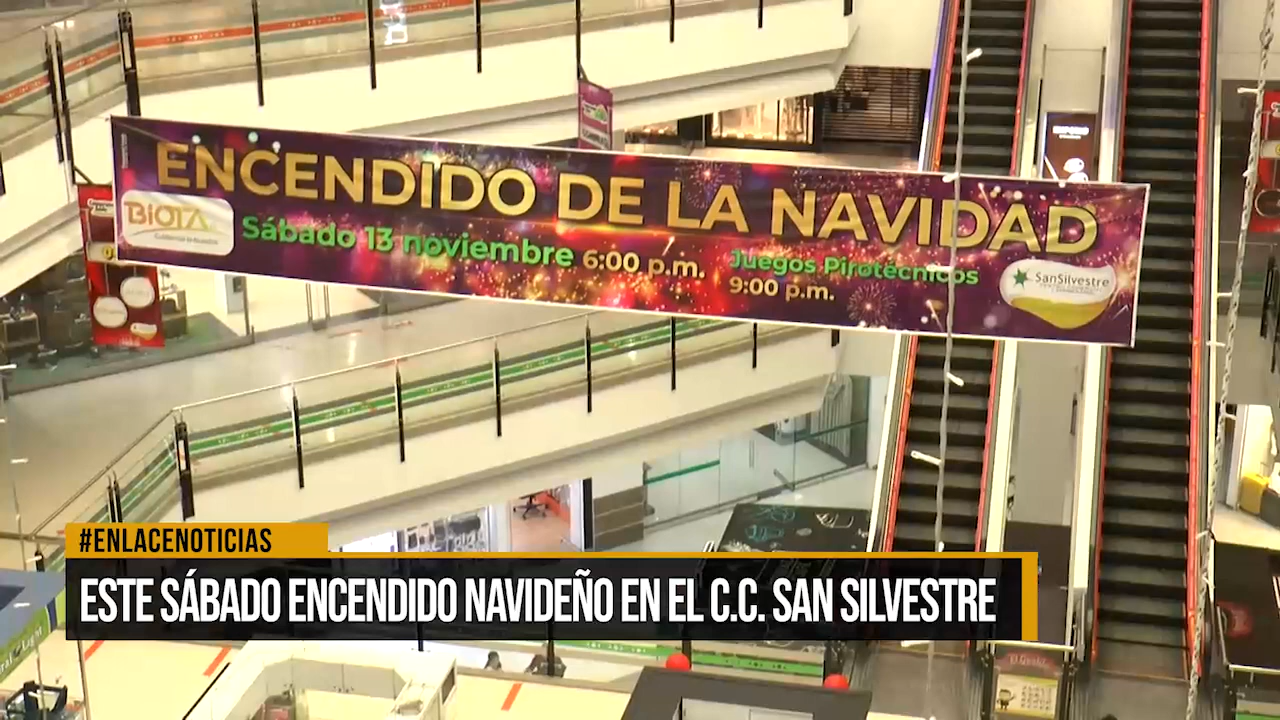 ENCENDIDO DE LA NAVIDAD
BIOTA
Sábado 13 noviembre 6:00 p.m.
Juegos Pirotécnicos
9:00 p.m.
SanSilvestre
#ENLACENOTICIAS
ESTE SÁBADO ENCENDIDO NAVIDEÑO EN EL C.C. SAN SILVESTRE